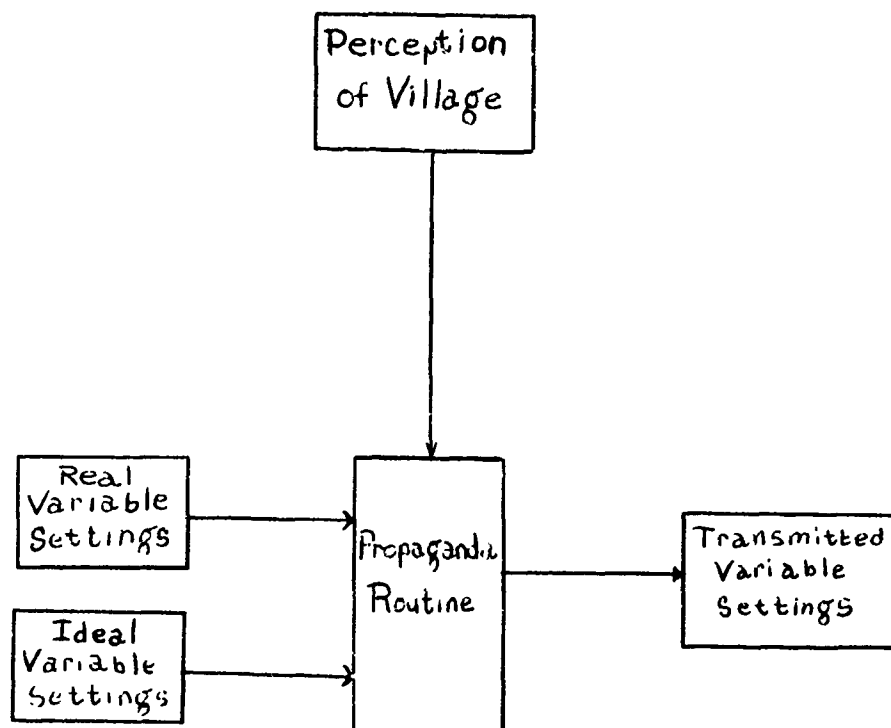 Perception
of Village
Real
Variable
Settings
Propaganda
Routine
Transmitted
Variable
Settings
Ideal
Variable
Settings